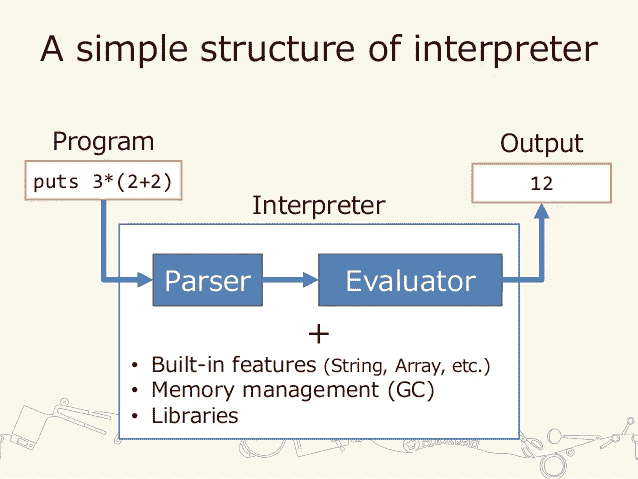 A simple structure of interpreter
Program
puts 3*(2+2)
Output
12
Interpreter
Parser
Evaluator
+
• Built-in features (String, Array, etc.)
• Memory management (GC)
• Libraries